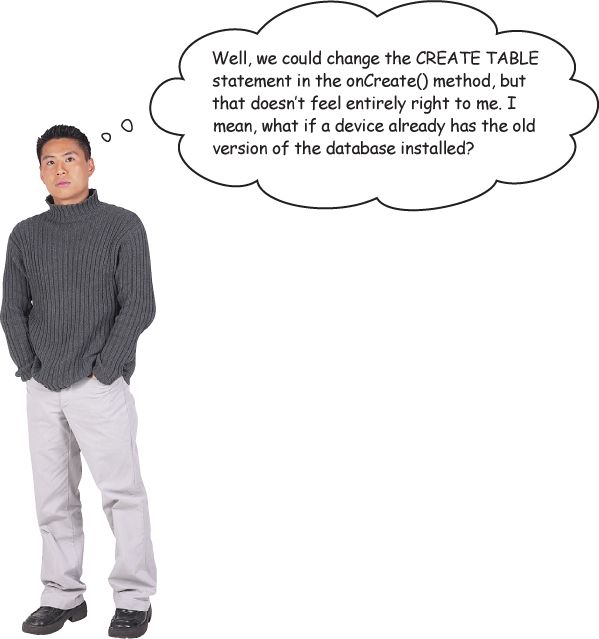 Well, we could change the CREATE TABLE
statement in the onCreate() method, but
that doesn't feel entirely right to me. I
mean, what if a device already has the old
version of the database installed?